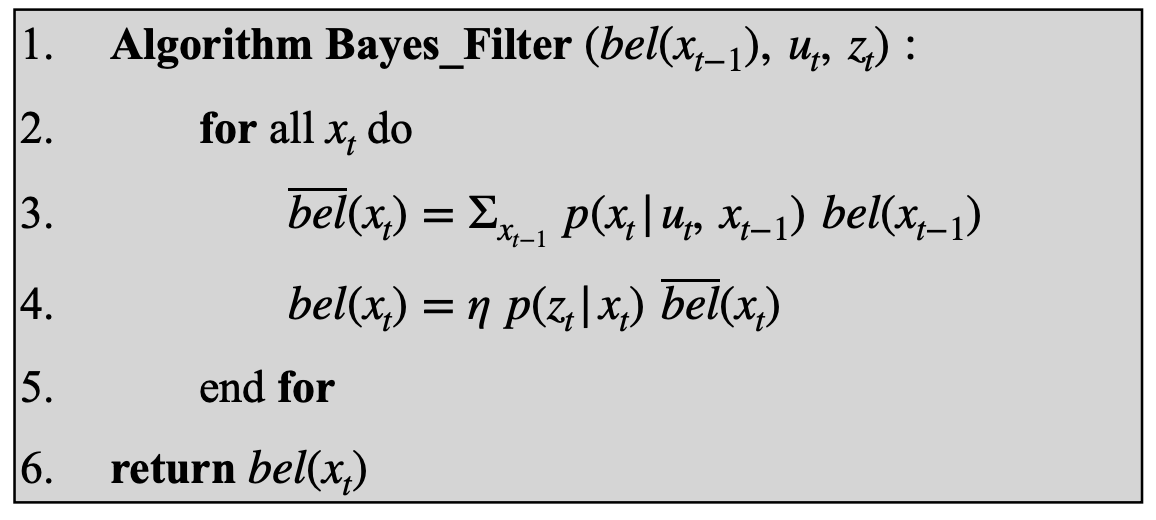 1. Algorithm Bayes_Filter (bel(x_{t−1}), u_t, z_t) :
2. for all x_t do
3. \overline{bel}(x_t) = Σ_{x_{t−1}} p(x_t | u_t, x_{t−1}) bel(x_{t−1})
4. bel(x_t) = η p(z_t | x_t) \overline{bel}(x_t)
5. end for
6. return bel(x_t)